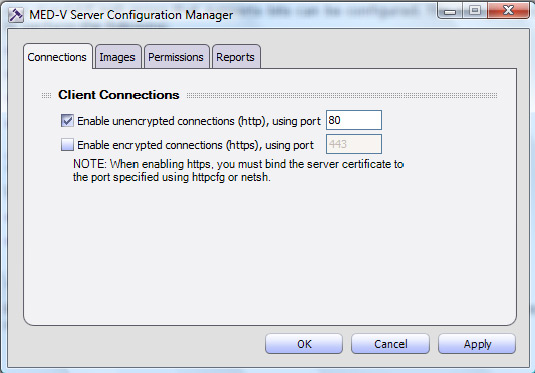 MED-V Server Configuration Manager
Connections Images Permissions Reports
Client Connections
Enable unencrypted connections (http), using port 80
Enable encrypted connections (https), using port 443
NOTE: When enabling https, you must bind the server certificate to
the port specified using httpcfg or netsh.
OK Cancel Apply